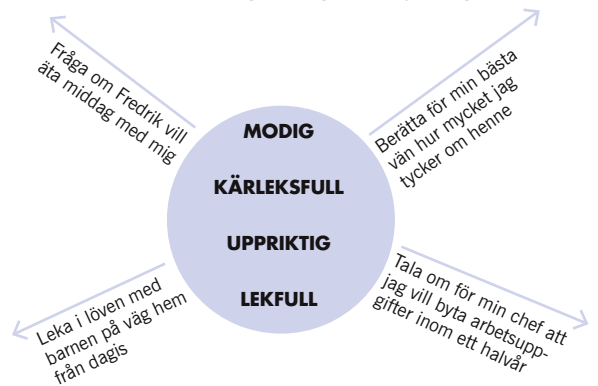 Fråga om Fredrik vill
äta middag med mig
Berätta för min bästa
vän hur mycket jag
tycker om henne
MODIG
KÄRLEKSFULL
UPPRIKTIG
LEKFULL
Leka i löven med
barnen på väg hem
från dagis
Tala om för min chef att
jag vill byta arbetsupp-
gifter inom ett halvår